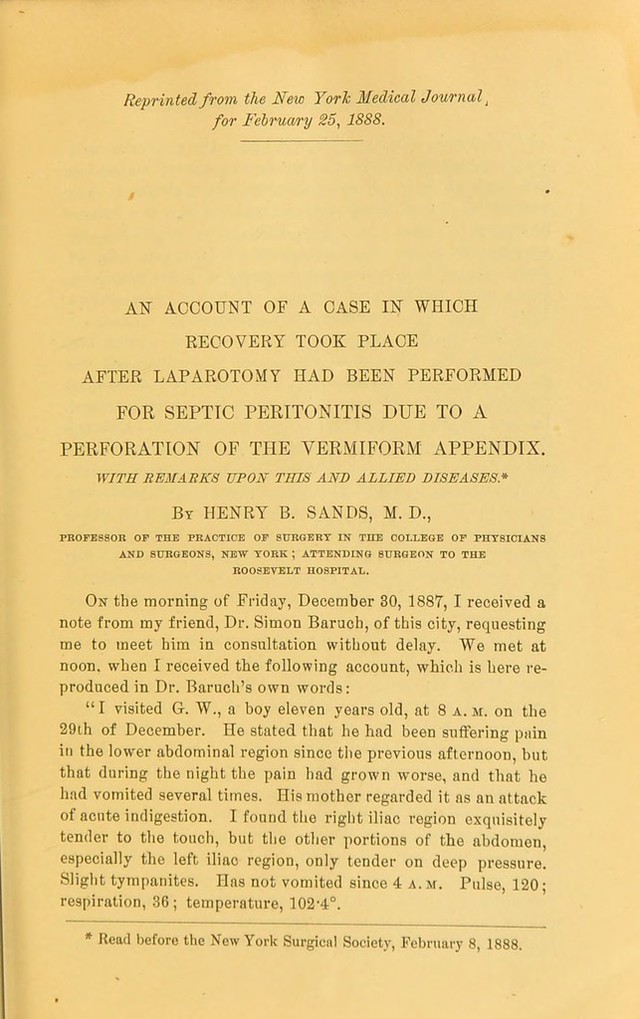 Reprinted from the New York Medical Journal,
for February 25, 1888.
AN ACCOUNT OF A CASE IN WHICH
RECOVERY TOOK PLACE
AFTER LAPAROTOMY HAD BEEN PERFORMED
FOR SEPTIC PERITONITIS DUE TO A
PERFORATION OF THE VERMIFORM APPENDIX.
WITH REMARKS UPON THIS AND ALLIED DISEASES.*
BY HENRY B. SANDS, M. D.,
PROFESSOR OF THE PRACTICE OF SURGERY IN THE COLLEGE OF PHYSICIANS
AND SURGEONS, NEW YORK ; ATTENDING SURGEON TO THE
ROOSEVELT HOSPITAL.
ON the morning of Friday, December 30, 1887, I received a
note from my friend, Dr. Simon Baruch, of this city, requesting
me to meet him in consultation without delay. We met at
noon, when I received the following account, which is here re-
produced in Dr. Baruch's own words:
"I visited G. W., a boy eleven years old, at 8 A. M. on the
29th of December. He stated that he had been suffering pain
in the lower abdominal region since the previous afternoon, but
that during the night the pain had grown worse, and that he
had vomited several times. His mother regarded it as an attack
of acute indigestion. I found the right iliac region exquisitely
tender to the touch, but the other portions of the abdomen,
especially the left iliac region, only tender on deep pressure.
Slight tympanites. Has not vomited since 4 A. M. Pulse, 120;
respiration, 36; temperature, 102·4°.
* Read before the New York Surgical Society, February 8, 1888.